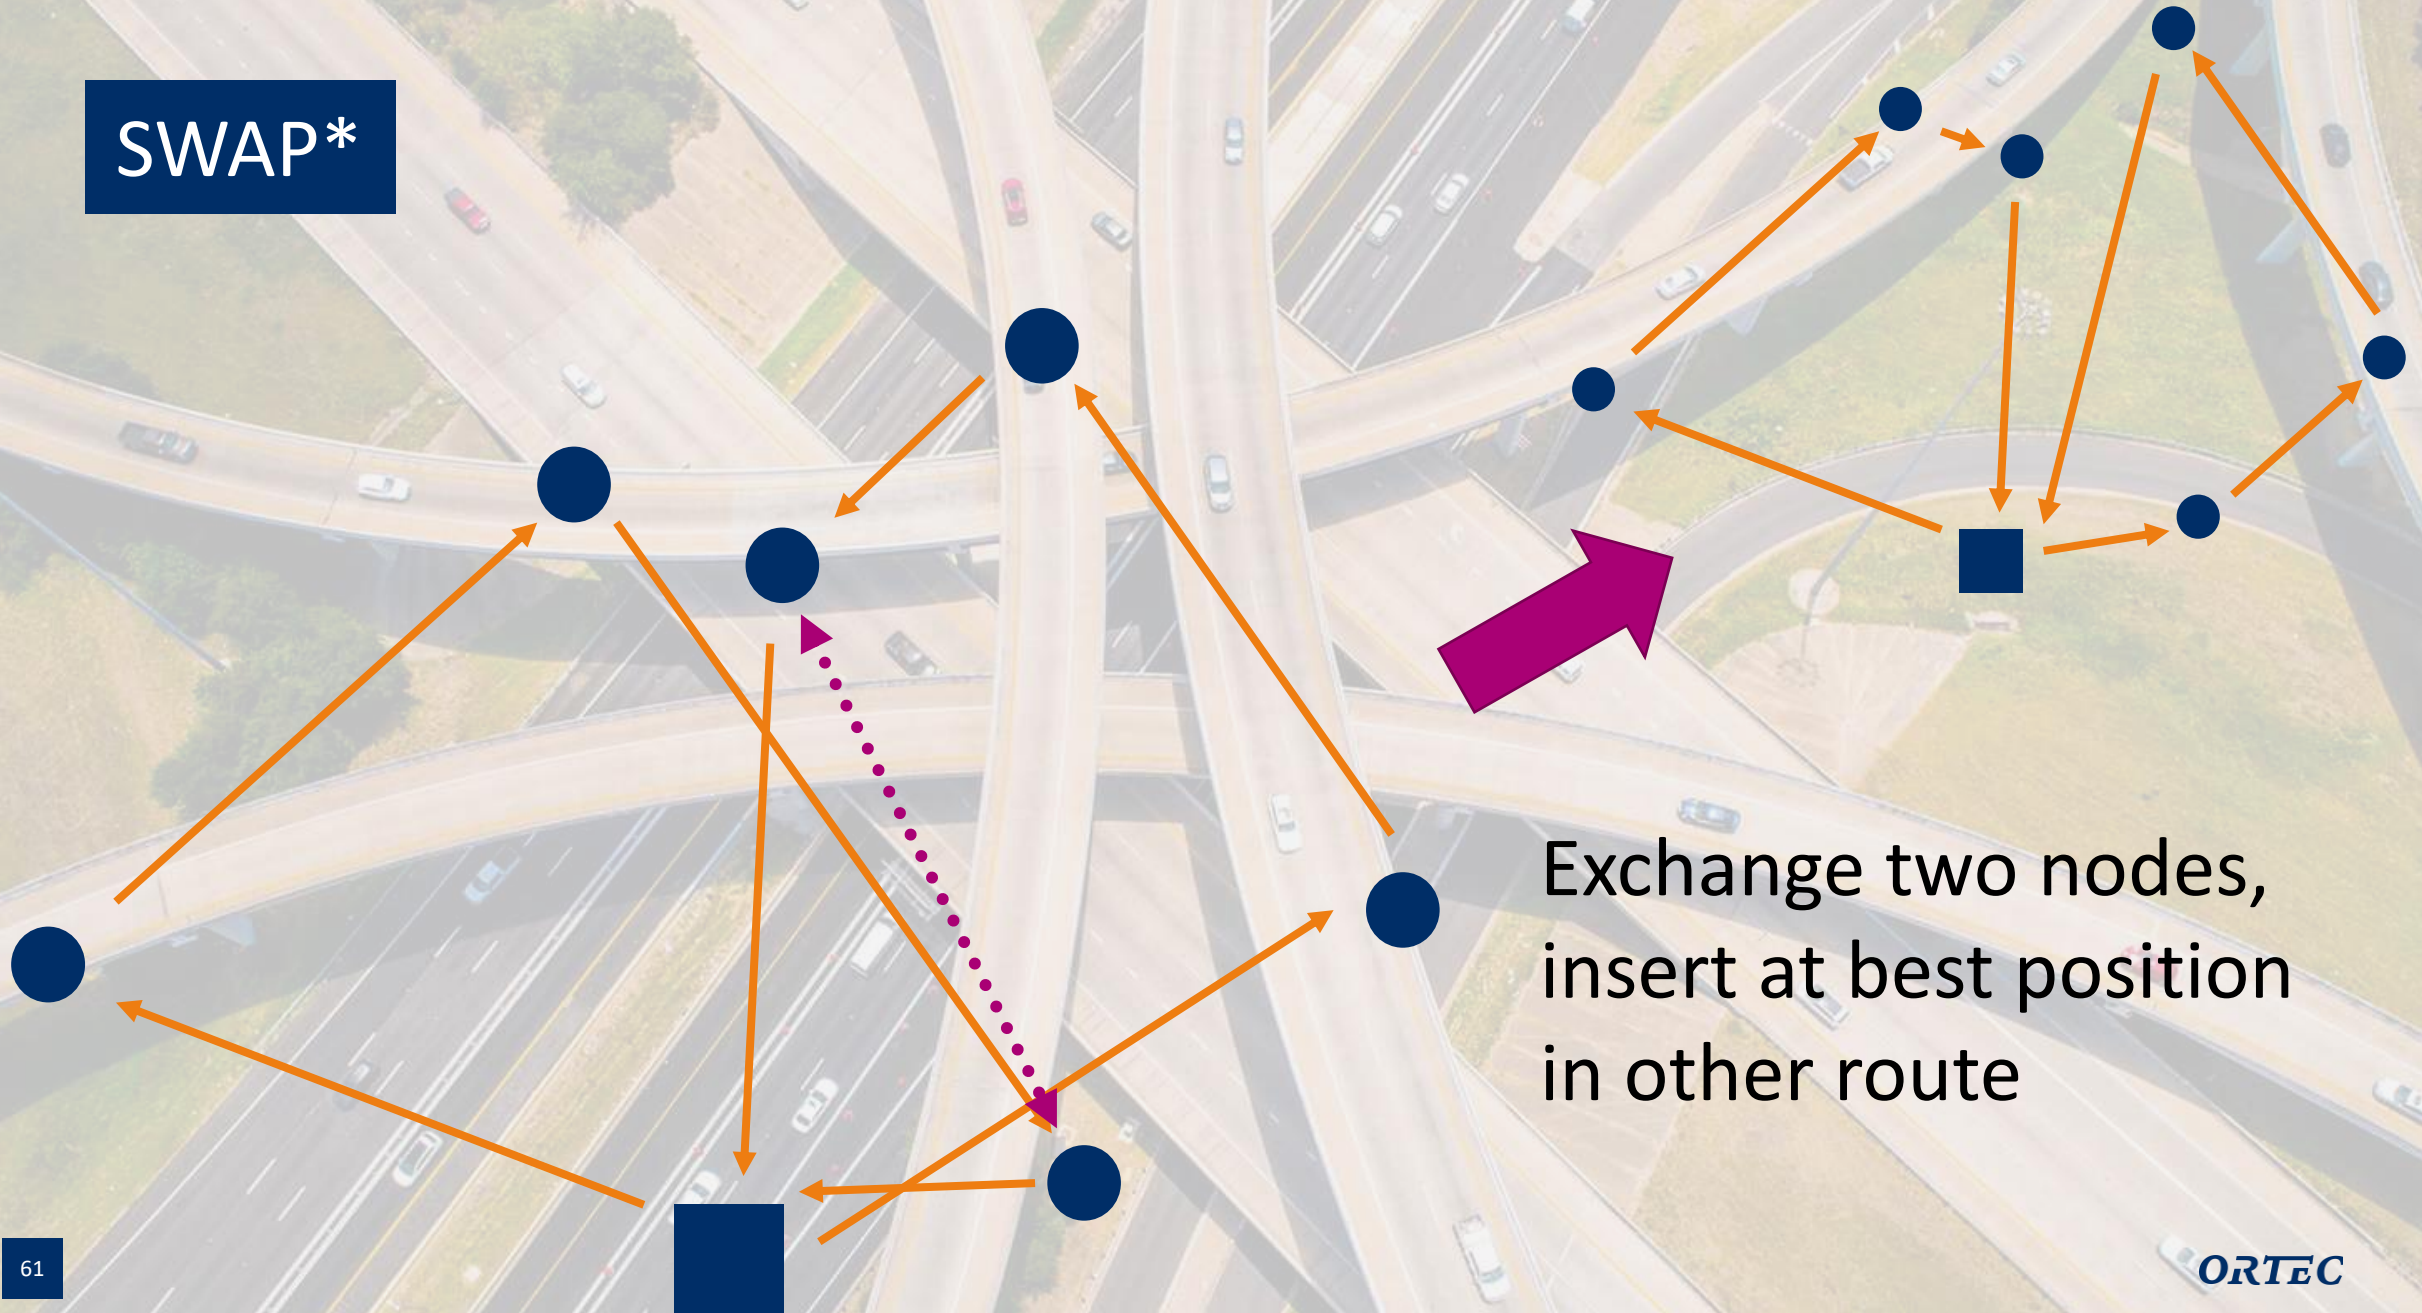 SWAP*
Exchange two nodes,
insert at best position
in other route
61
ORTEC